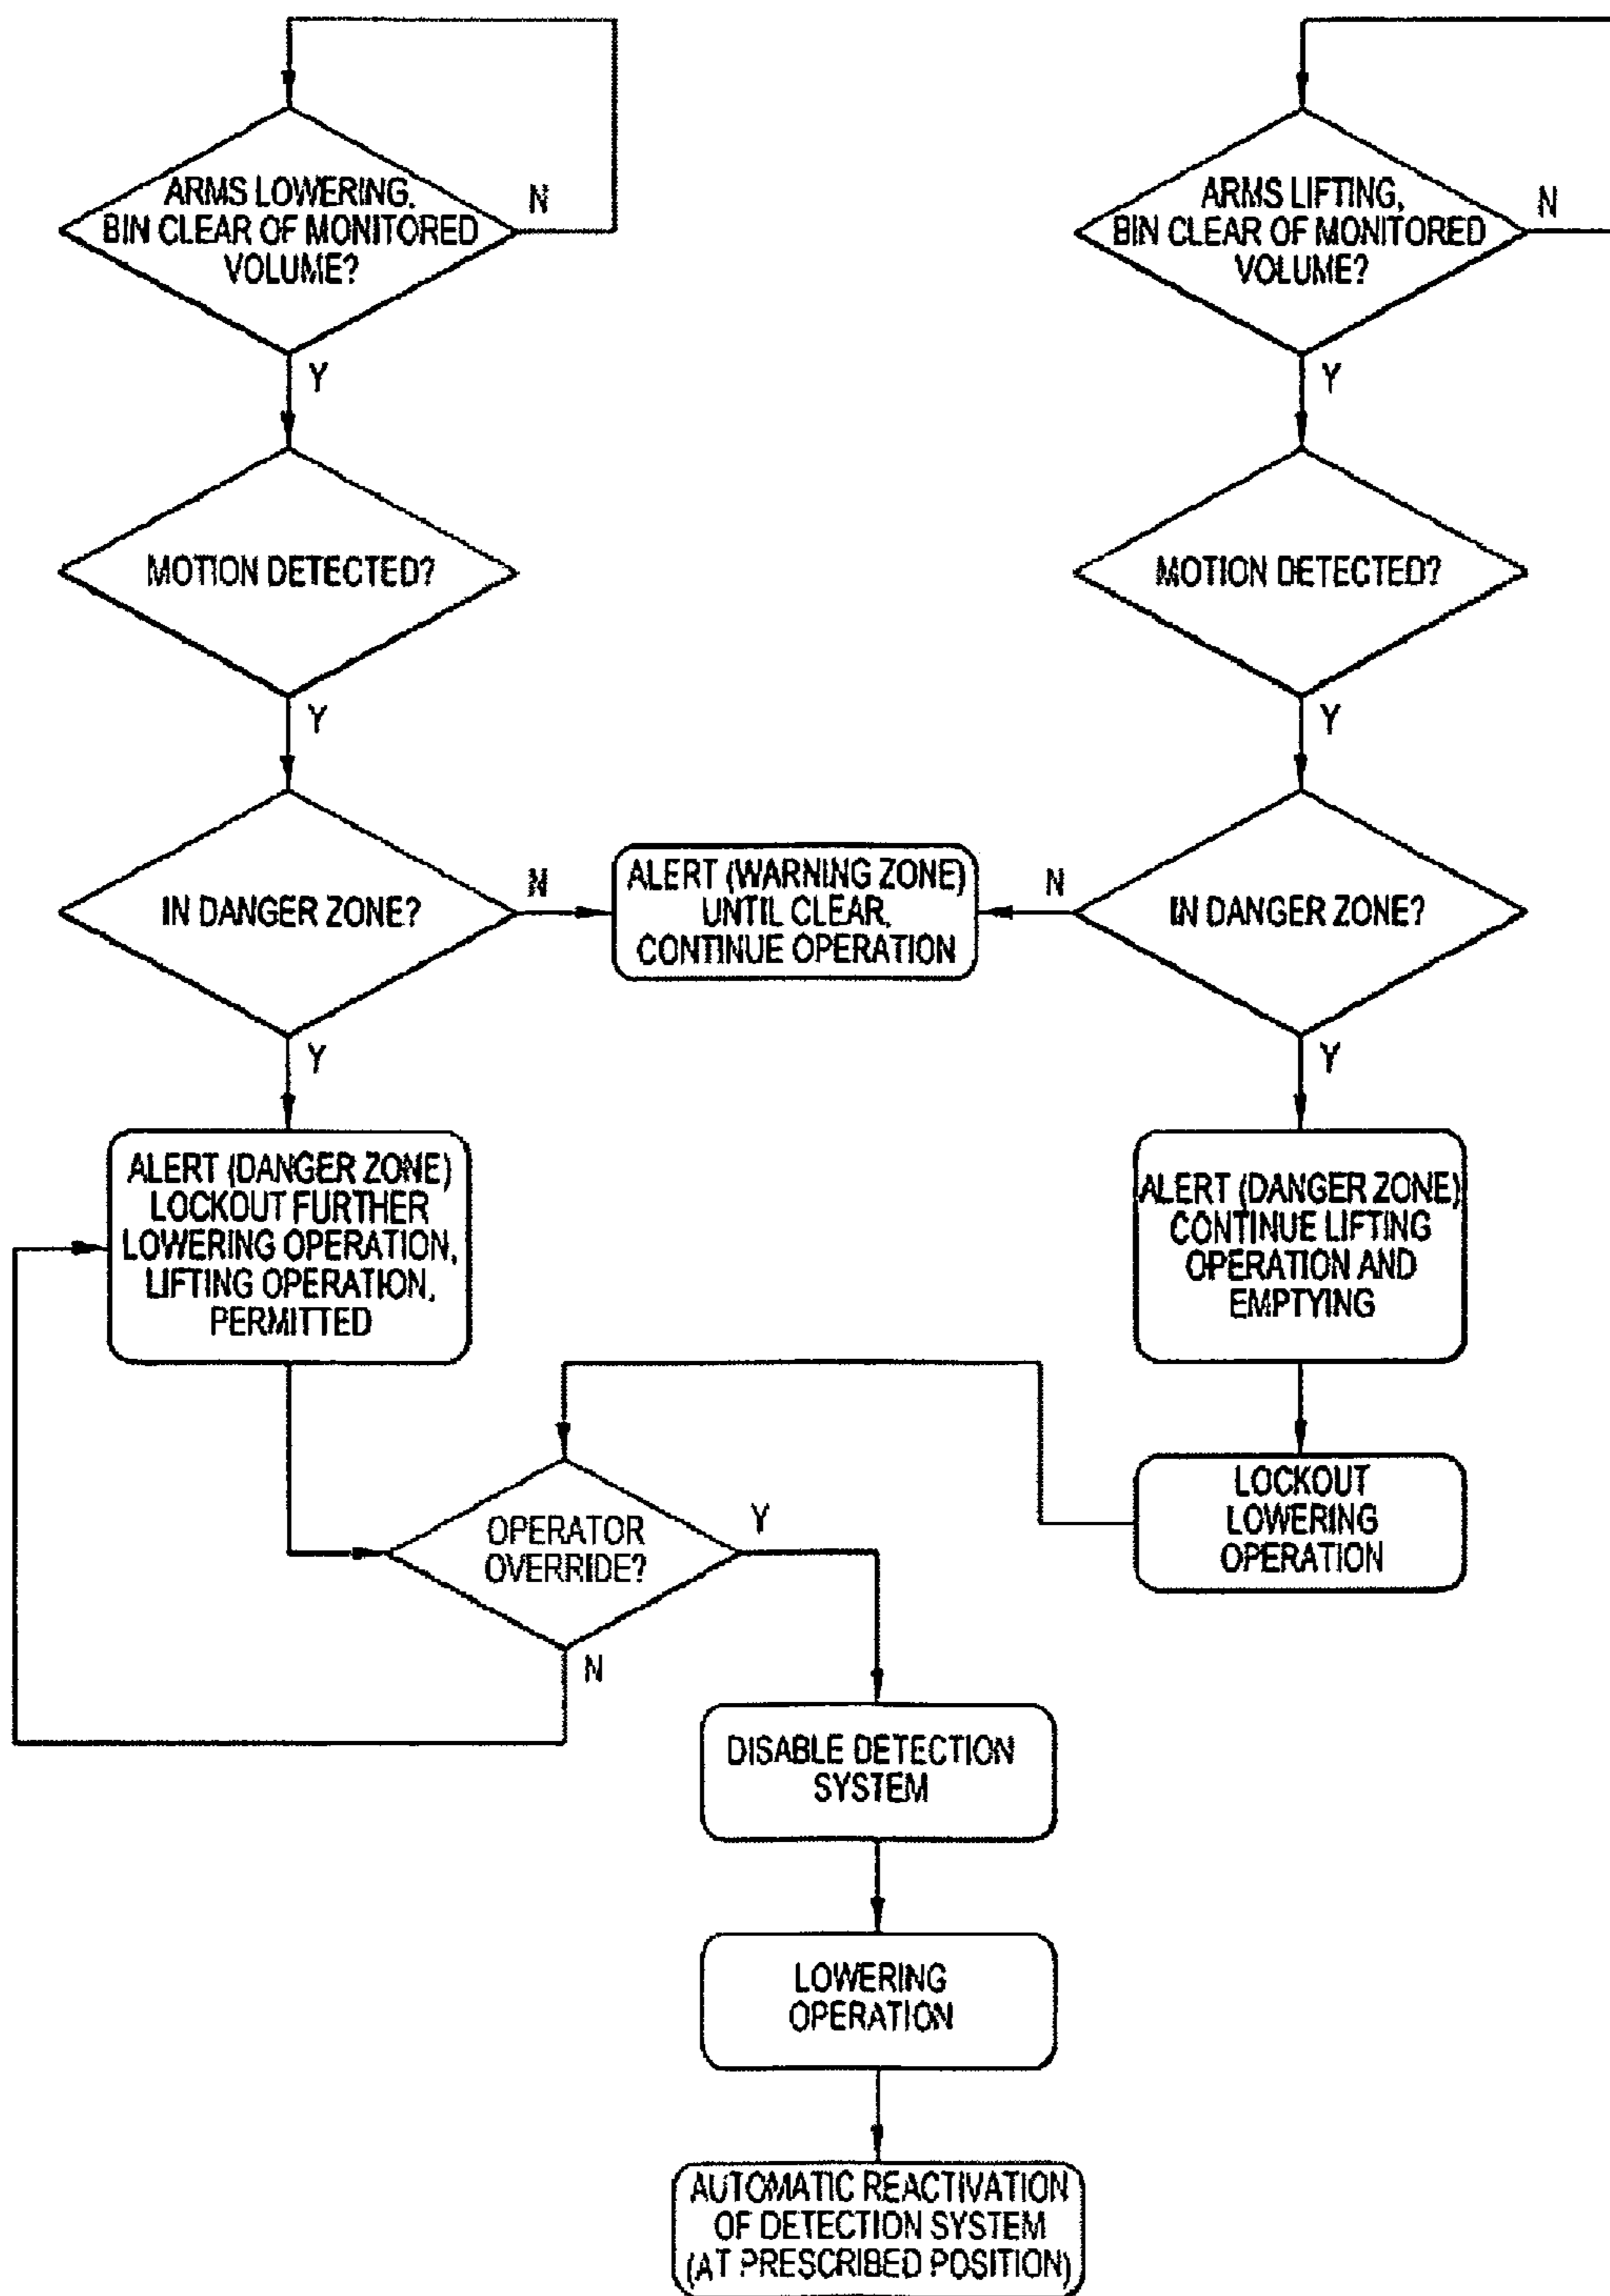 ARMS LOWERING,
BIN CLEAR OF MONITORED
VOLUME?
N
Y
MOTION DETECTED?
Y
IN DANGER ZONE?
N
Y
ALERT (WARNING ZONE)
UNTIL CLEAR,
CONTINUE OPERATION
ARMS LIFTING,
BIN CLEAR OF MONITORED
VOLUME?
N
Y
MOTION DETECTED?
Y
IN DANGER ZONE?
N
Y
ALERT (DANGER ZONE)
LOCKOUT FURTHER
LOWERING OPERATION,
LIFTING OPERATION,
PERMITTED
ALERT (DANGER ZONE)
CONTINUE LIFTING
OPERATION AND
EMPTYING
LOCKOUT
LOWERING
OPERATION
OPERATOR
OVERRIDE?
Y
N
DISABLE DETECTION
SYSTEM
LOWERING
OPERATION
AUTOMATIC REACTIVATION
OF DETECTION SYSTEM
(AT PRESCRIBED POSITION)